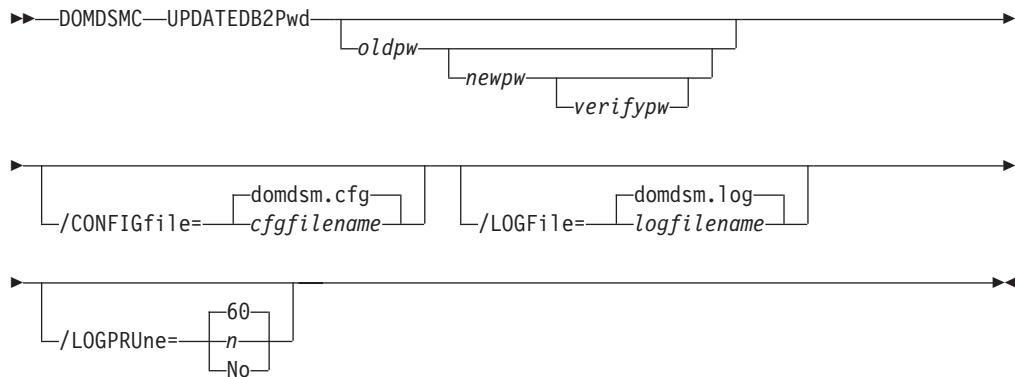 DOMDSMC UPDATEDB2Pwd
oldpw
newpw
verifypw
domdsm.cfg
/CONFIGfile= cfgfilename
domdsm.log
/LOGFile= logfilename
60
/LOGPRUne= n
No